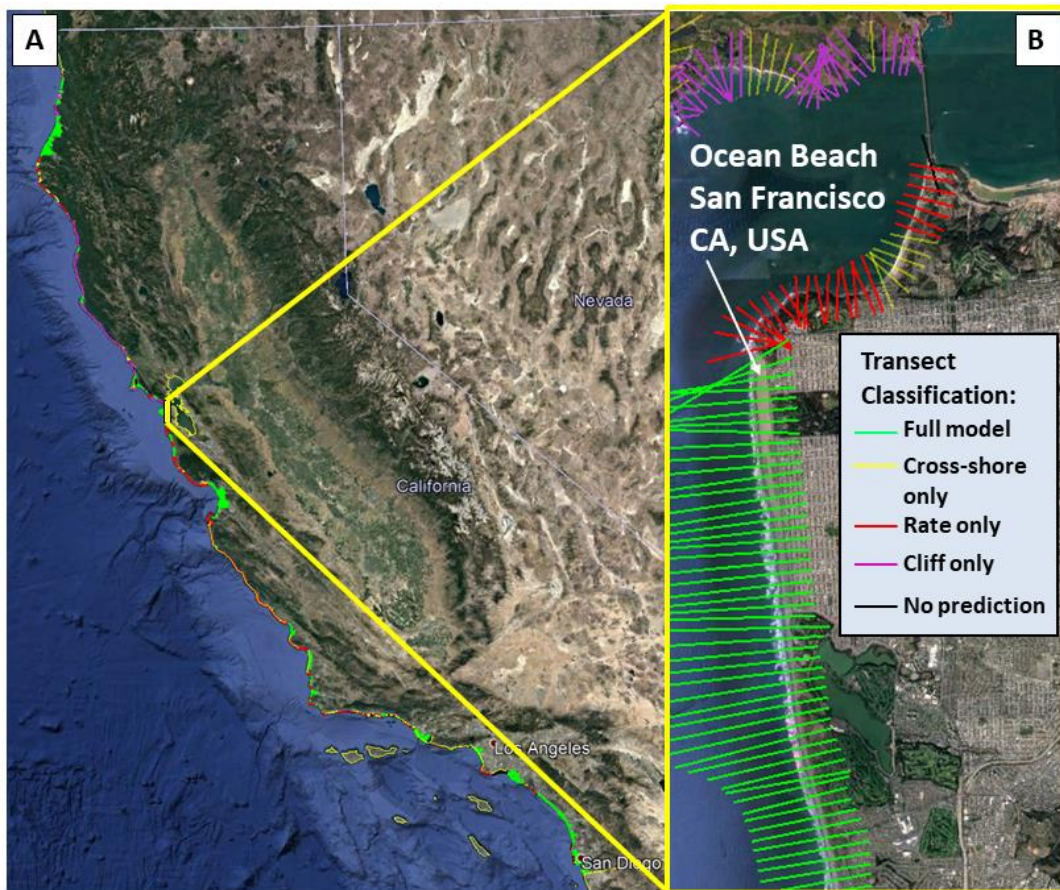 A
B
Ocean Beach
San Francisco
CA, USA
Nevada
California
Los Angeles
San Diego
Transect
Classification:
Full model
Cross-shore
only
Rate only
Cliff only
No prediction